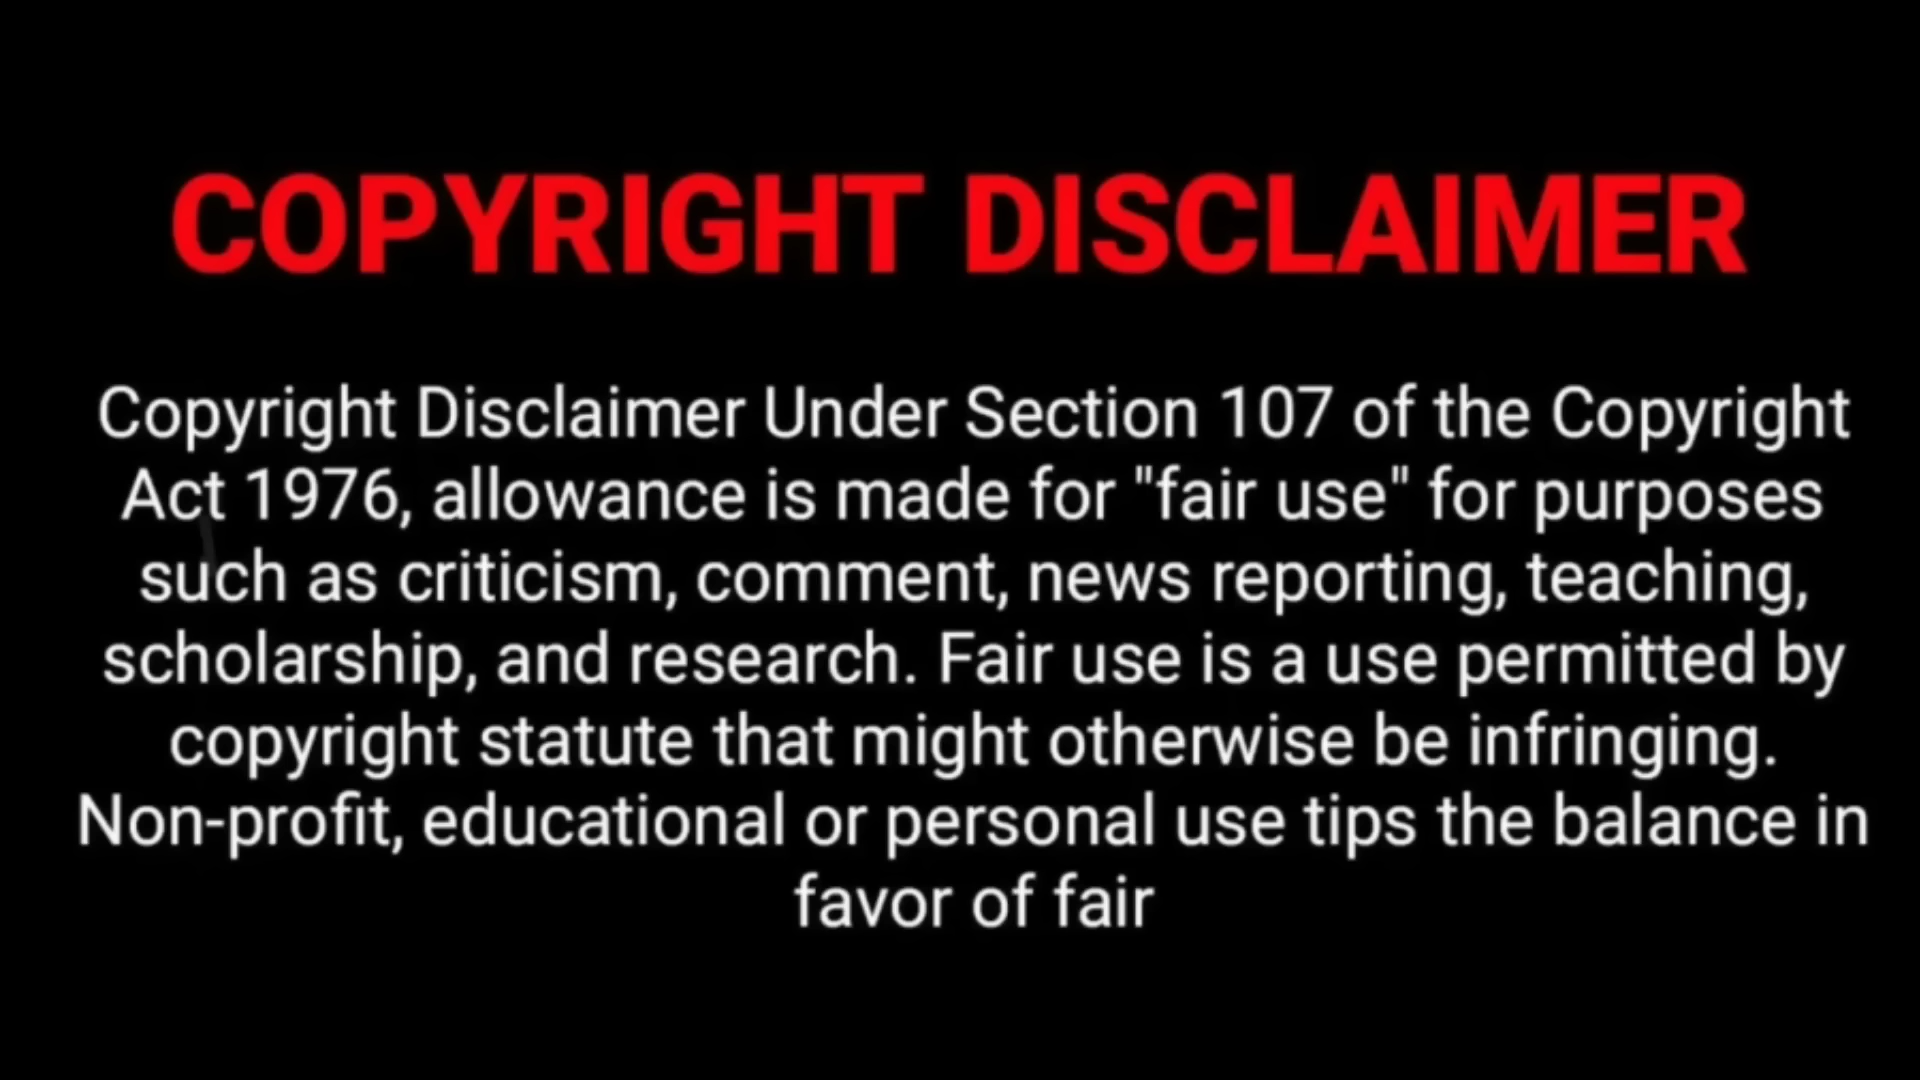 COPYRIGHT DISCLAIMER
Copyright Disclaimer Under Section 107 of the Copyright
Act 1976, allowance is made for "fair use" for purposes
such as criticism, comment, news reporting, teaching,
scholarship, and research. Fair use is a use permitted by
copyright statute that might otherwise be infringing.
Non-profit, educational or personal use tips the balance in
favor of fair